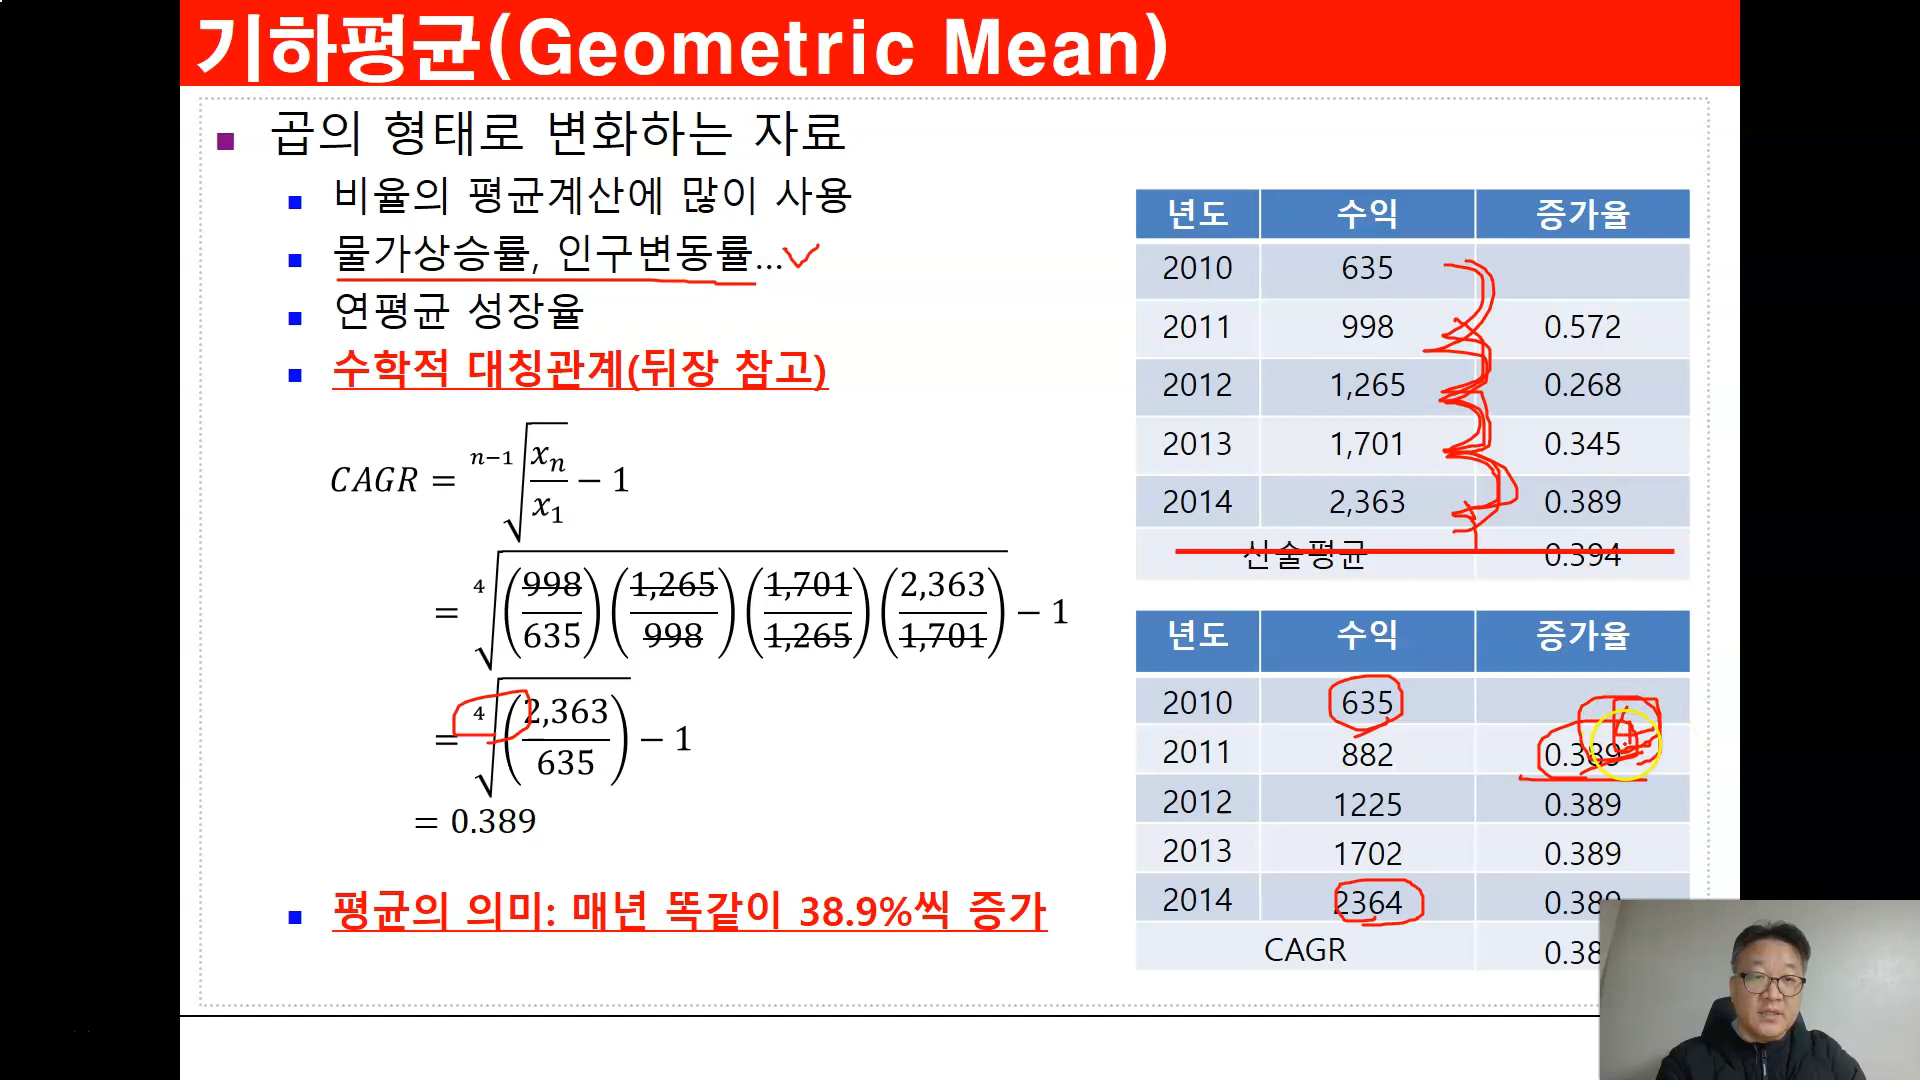 기하평균(Geometric Mean)
곱의 형태로 변화하는 자료
비율의 평균계산에 많이 사용
물가상승률, 인구변동률...
연평균 성장율
수학적 대칭관계(뒤장 참고)
CAGR = n−1√(xn/x1) − 1
= 4√(998/635)(1,265/998)(1,701/1,265)(2,363/1,701) − 1
= 4√(2,363/635) − 1
= 0.389
평균의 의미: 매년 똑같이 38.9%씩 증가
년도 수익 증가율
2010 635
2011 998 0.572
2012 1,265 0.268
2013 1,701 0.345
2014 2,363 0.389
산술평균 0.394
년도 수익 증가율
2010 635
2011 882 0.389
2012 1225 0.389
2013 1702 0.389
2014 2364 0.389
CAGR 0.38